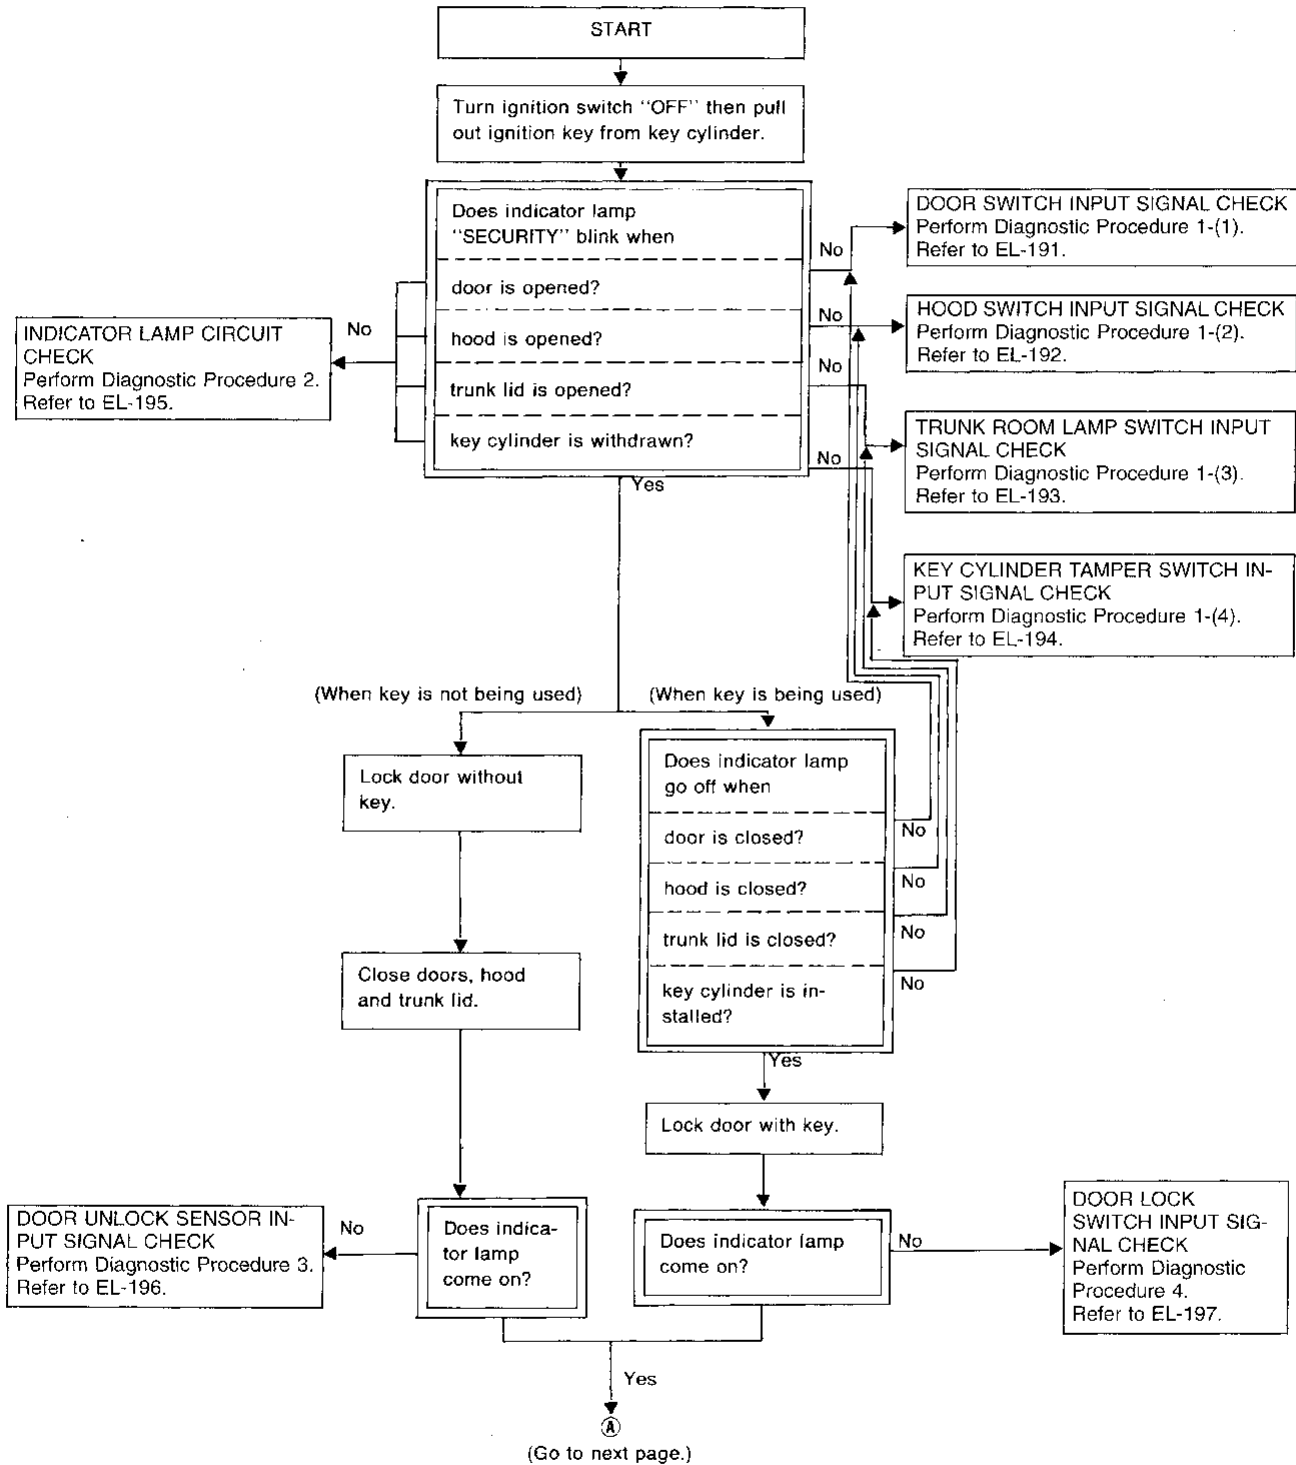 START
Turn ignition switch "OFF" then pull
out ignition key from key cylinder.
Does indicator lamp
"SECURITY" blink when
door is opened?
hood is opened?
trunk lid is opened?
key cylinder is withdrawn?
No
No
No
No
DOOR SWITCH INPUT SIGNAL CHECK
Perform Diagnostic Procedure 1-(1).
Refer to EL-191.
HOOD SWITCH INPUT SIGNAL CHECK
Perform Diagnostic Procedure 1-(2).
Refer to EL-192.
TRUNK ROOM LAMP SWITCH INPUT
SIGNAL CHECK
Perform Diagnostic Procedure 1-(3).
Refer to EL-193.
KEY CYLINDER TAMPER SWITCH IN-
PUT SIGNAL CHECK
Perform Diagnostic Procedure 1-(4).
Refer to EL-194.
No
INDICATOR LAMP CIRCUIT
CHECK
Perform Diagnostic Procedure 2.
Refer to EL-195.
Yes
(When key is not being used)
(When key is being used)
Lock door without
key.
Close doors, hood
and trunk lid.
Does indicator lamp
go off when
door is closed?
hood is closed?
trunk lid is closed?
key cylinder is in-
stalled?
No
No
No
No
Yes
Lock door with key.
DOOR UNLOCK SENSOR IN-
PUT SIGNAL CHECK
Perform Diagnostic Procedure 3.
Refer to EL-196.
No
Does indica-
tor lamp
come on?
Does indicator lamp
come on?
No
DOOR LOCK
SWITCH INPUT SIG-
NAL CHECK
Perform Diagnostic
Procedure 4.
Refer to EL-197.
Yes
Ⓐ
(Go to next page.)